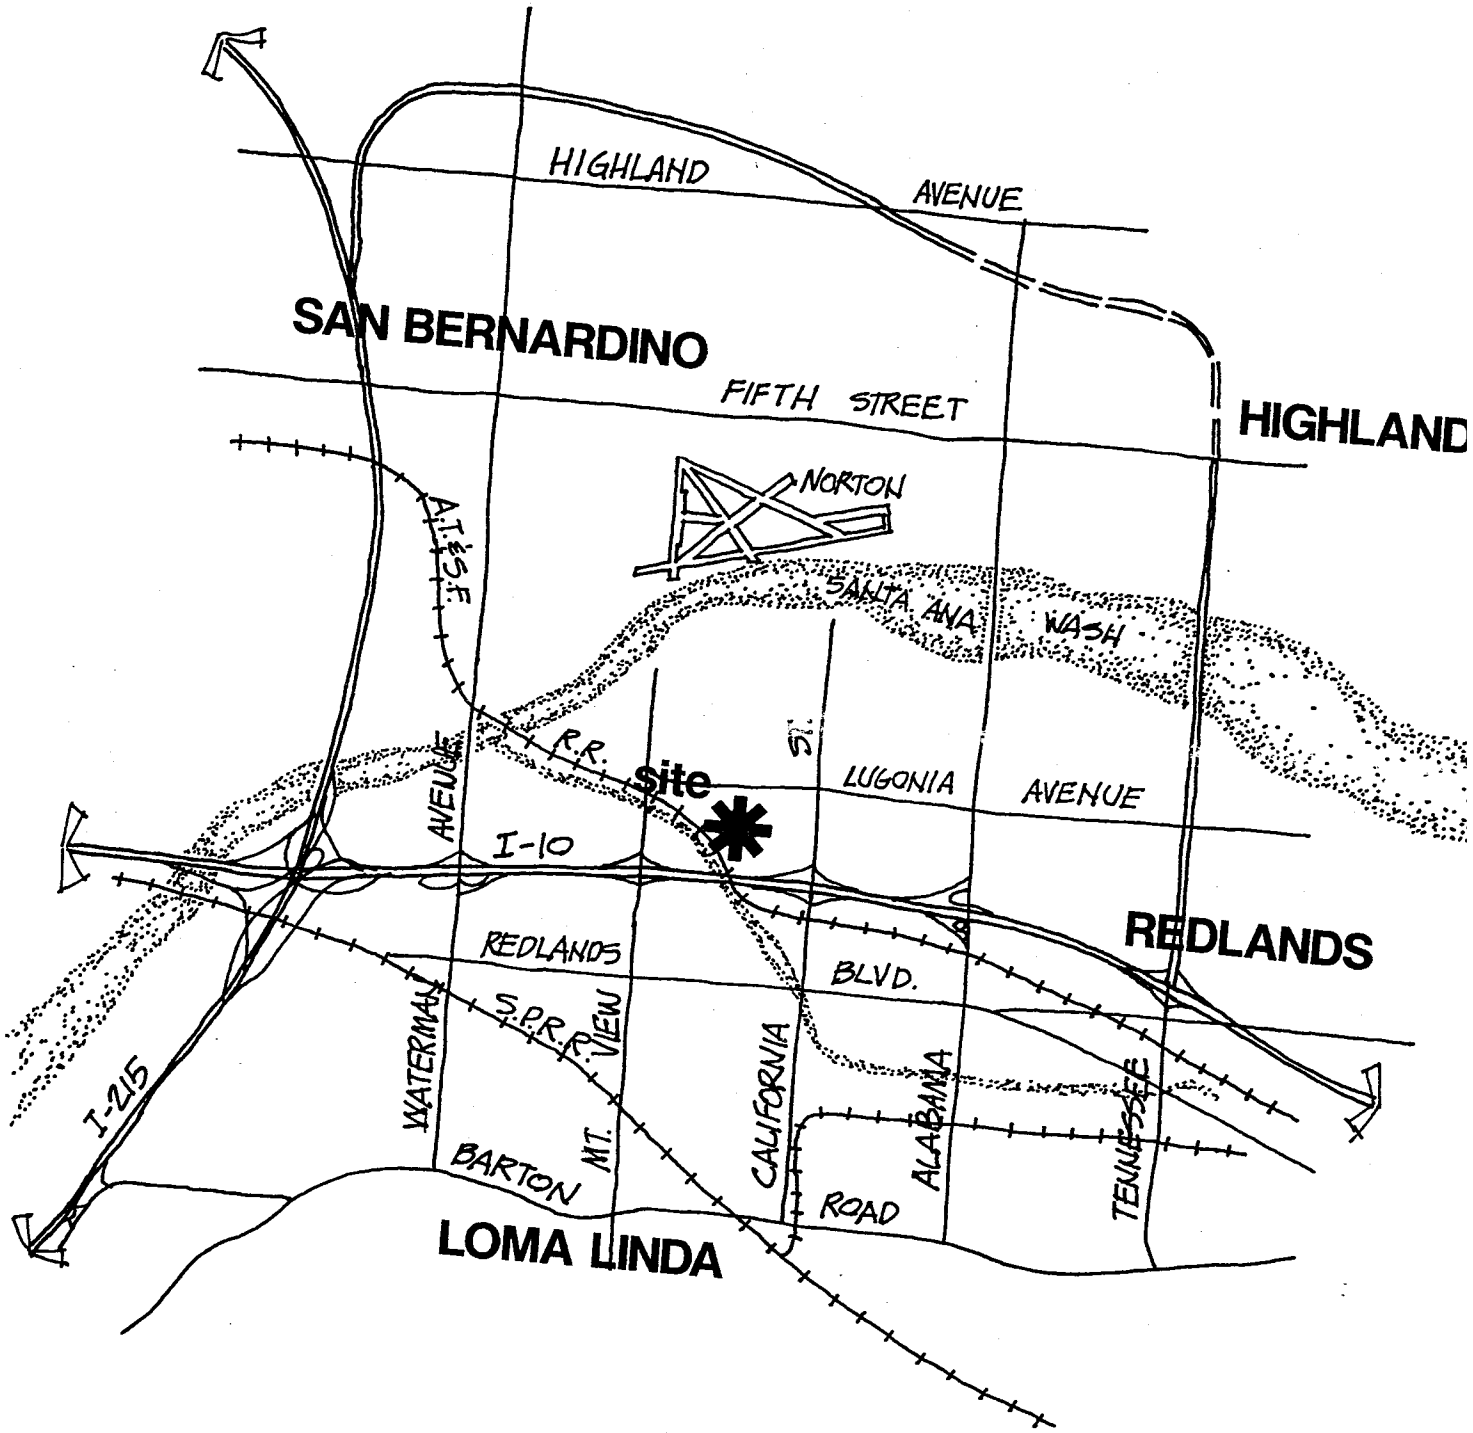 HIGHLAND AVENUE
SAN BERNARDINO
FIFTH STREET
HIGHLAND
NORTON
A.T.&S.F.
SANTA ANA WASH
R.R.
ST.
site
LUGONIA AVENUE
AVENUE
I-10
REDLANDS
REDLANDS BLVD.
S.P.R.R.
WATERMAN
MT. VIEW
CALIFORNIA
ALABAMA
TENNESSEE
I-215
BARTON ROAD
LOMA LINDA